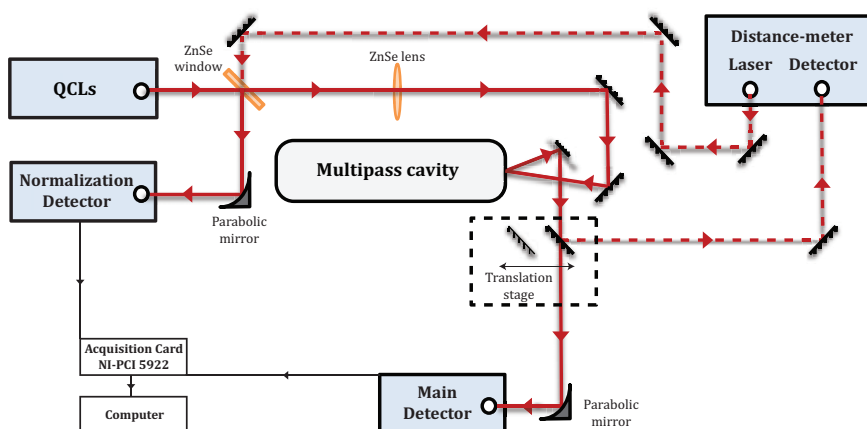 ZnSe
window
QCLs
ZnSe lens
Distance-meter
Laser Detector
Multipass cavity
Normalization
Detector
Parabolic
mirror
Translation
stage
Acquisition Card
NI-PCI 5922
Computer
Main
Detector
Parabolic
mirror